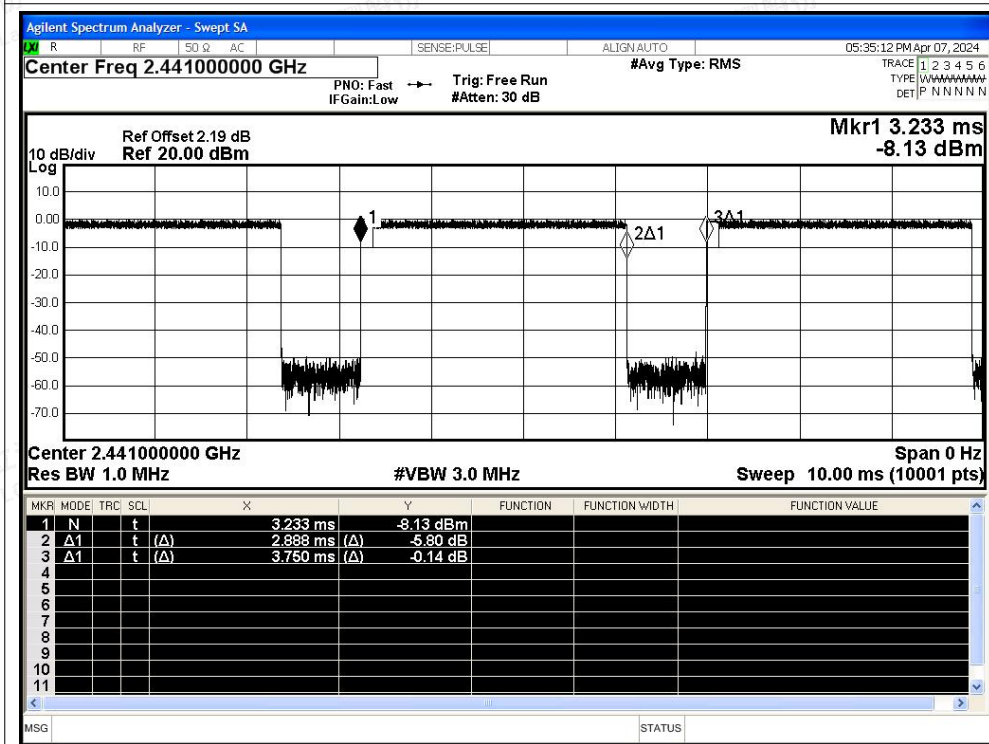 Agilent Spectrum Analyzer - Swept SA
LXI R RF 50 Ω AC SENSE:PULSE ALIGN AUTO 05:35:12 PM Apr 07, 2024
Center Freq 2.441000000 GHz #Avg Type: RMS TRACE 1 2 3 4 5 6
PNO: Fast Trig: Free Run TYPE
IFGain:Low #Atten: 30 dB DET P N N N N N
Mkr1 3.233 ms
Ref Offset 2.19 dB -8.13 dBm
10 dB/div Ref 20.00 dBm
Log
10.0
0.00
1 2Δ1 3Δ1
-10.0
-20.0
-30.0
-40.0
-50.0
-60.0
-70.0
Center 2.441000000 GHz Span 0 Hz
Res BW 1.0 MHz #VBW 3.0 MHz Sweep 10.00 ms (10001 pts)
MKR MODE TRC SCL X Y FUNCTION FUNCTION WIDTH FUNCTION VALUE
1 N t 3.233 ms -8.13 dBm
2 Δ1 t (Δ) 2.888 ms (Δ) -5.80 dB
3 Δ1 t (Δ) 3.750 ms (Δ) -0.14 dB
4
5
6
7
8
9
10
11
MSG STATUS